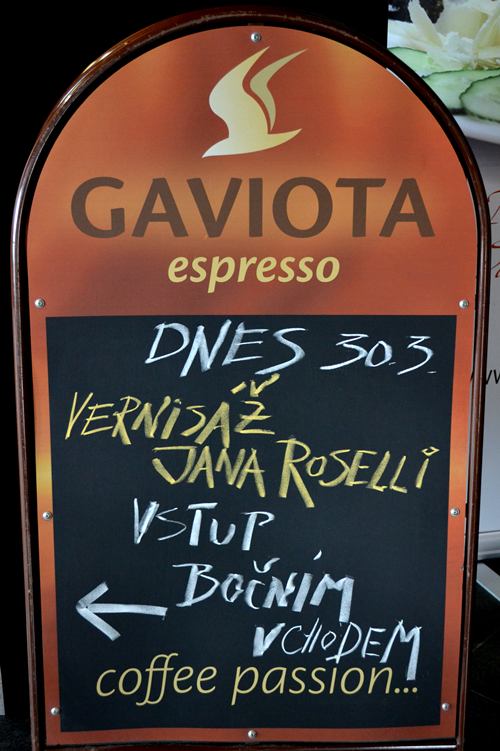 GAVIOTA
espresso
DNES 30.3.
VERNISÁŽ
JANA ROSELLI
VSTUP
BOČNÍM
VCHODEM
coffee passion...